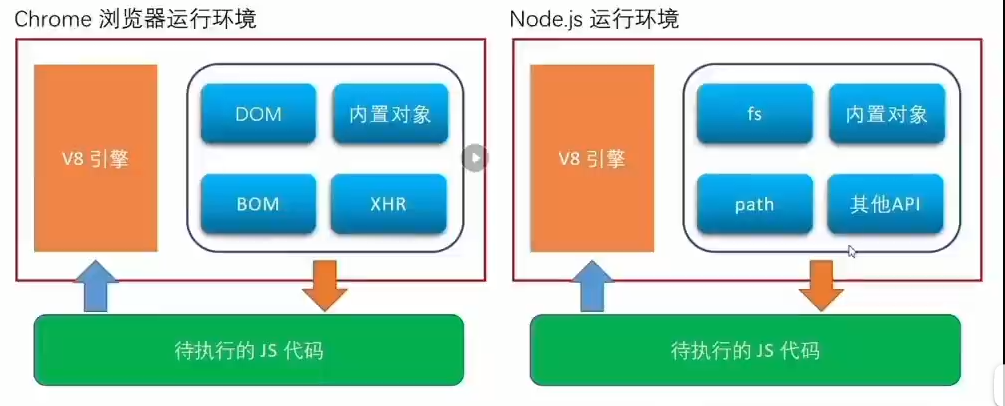 Chrome 浏览器运行环境
V8 引擎
DOM
内置对象
BOM
XHR
待执行的 JS 代码
Node.js 运行环境
V8 引擎
fs
内置对象
path
其他API
待执行的 JS 代码